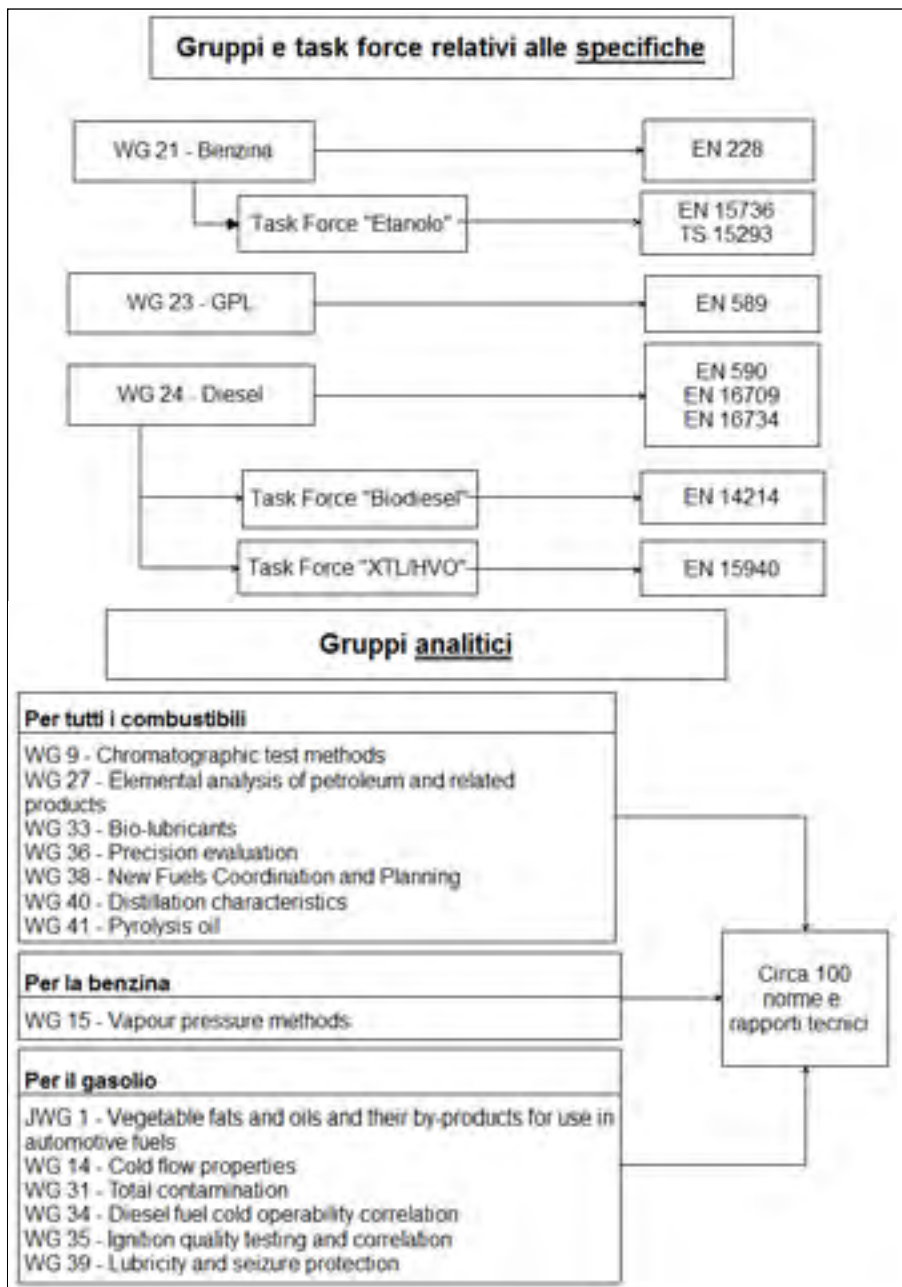 Gruppi e task force relativi alle specifiche
WG 21 - Benzina
EN 228
Task Force "Etanolo"
EN 15736
TS 15293
WG 23 - GPL
EN 589
WG 24 - Diesel
EN 590
EN 16709
EN 16734
Task Force "Biodiesel"
EN 14214
Task Force "XTL/HVO"
EN 15940
Gruppi analitici
Per tutti i combustibili
WG 9 - Chromatographic test methods
WG 27 - Elemental analysis of petroleum and related
products
WG 33 - Bio-lubricants
WG 36 - Precision evaluation
WG 38 - New Fuels Coordination and Planning
WG 40 - Distillation characteristics
WG 41 - Pyrolysis oil
Per la benzina
WG 15 - Vapour pressure methods
Circa 100
norme e
rapporti tecnici
Per il gasolio
JWG 1 - Vegetable fats and oils and their by-products for use in
automotive fuels
WG 14 - Cold flow properties
WG 31 - Total contamination
WG 34 - Diesel fuel cold operability correlation
WG 35 - Ignition quality testing and correlation
WG 39 - Lubricity and seizure protection